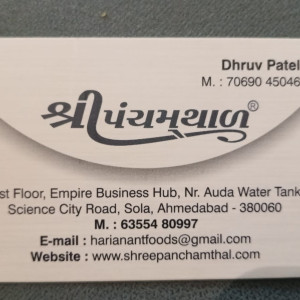 Dhruv Patel
M. : 70690 45046
શ્રી પંચમથાળ®
st Floor, Empire Business Hub, Nr. Auda Water Tank
Science City Road, Sola, Ahmedabad - 380060
M. : 63554 80997
E-mail : harianantfoods@gmail.com
Website : www.shreepanchamthal.com